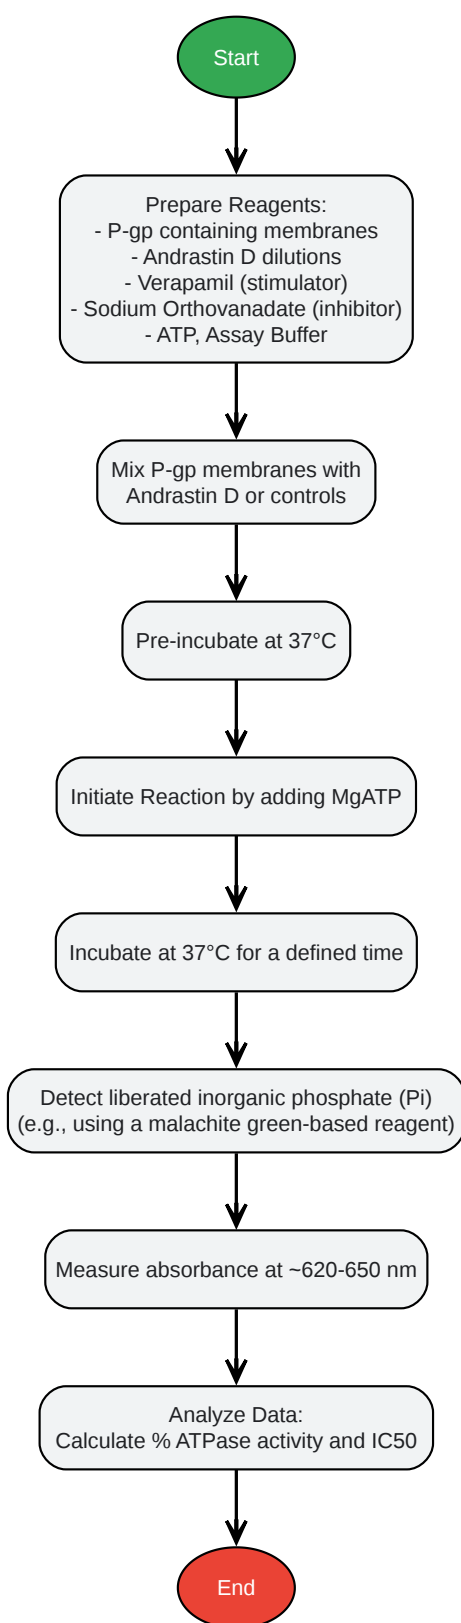 Start
Prepare Reagents:
- P-gp containing membranes
- Andrastin D dilutions
- Verapamil (stimulator)
- Sodium Orthovanadate (inhibitor)
- ATP, Assay Buffer
Mix P-gp membranes with
Andrastin D or controls
Pre-incubate at 37°C
Initiate Reaction by adding MgATP
Incubate at 37°C for a defined time
Detect liberated inorganic phosphate (Pi)
(e.g., using a malachite green-based reagent)
Measure absorbance at ~620-650 nm
Analyze Data:
Calculate % ATPase activity and IC50
End